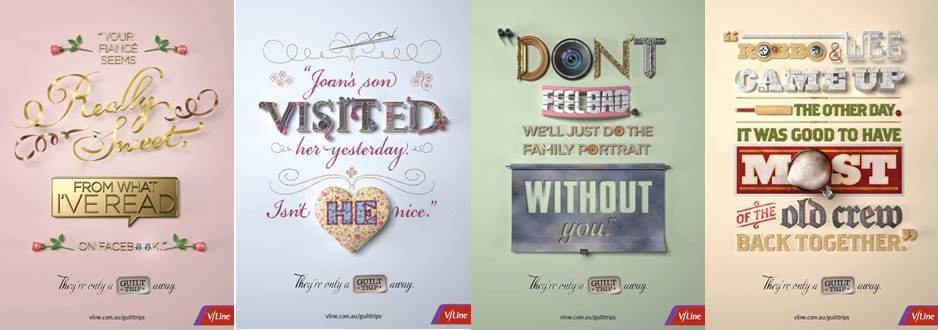 "YOUR
FIANCÉ
SEEMS
Really
Sweet,
FROM WHAT
I'VE READ
ON FACEBOOK."
They're only a GUILT TRIP away.
vline.com.au/guilttrips
V/Line
"Joan's son
VISITED
her yesterday.
Isn't HE nice."
They're only a GUILT TRIP away.
vline.com.au/guilttrips
V/Line
"DON'T
FEEL BAD
WE'LL JUST DO THE
FAMILY PORTRAIT
WITHOUT
you."
They're only a GUILT TRIP away.
vline.com.au/guilttrips
V/Line
"ROBBO & WEE
CAME UP
THE OTHER DAY.
IT WAS GOOD TO HAVE
MOST
OF THE old crew
BACK TOGETHER."
They're only a GUILT TRIP away.
vline.com.au/guilttrips
V/Line